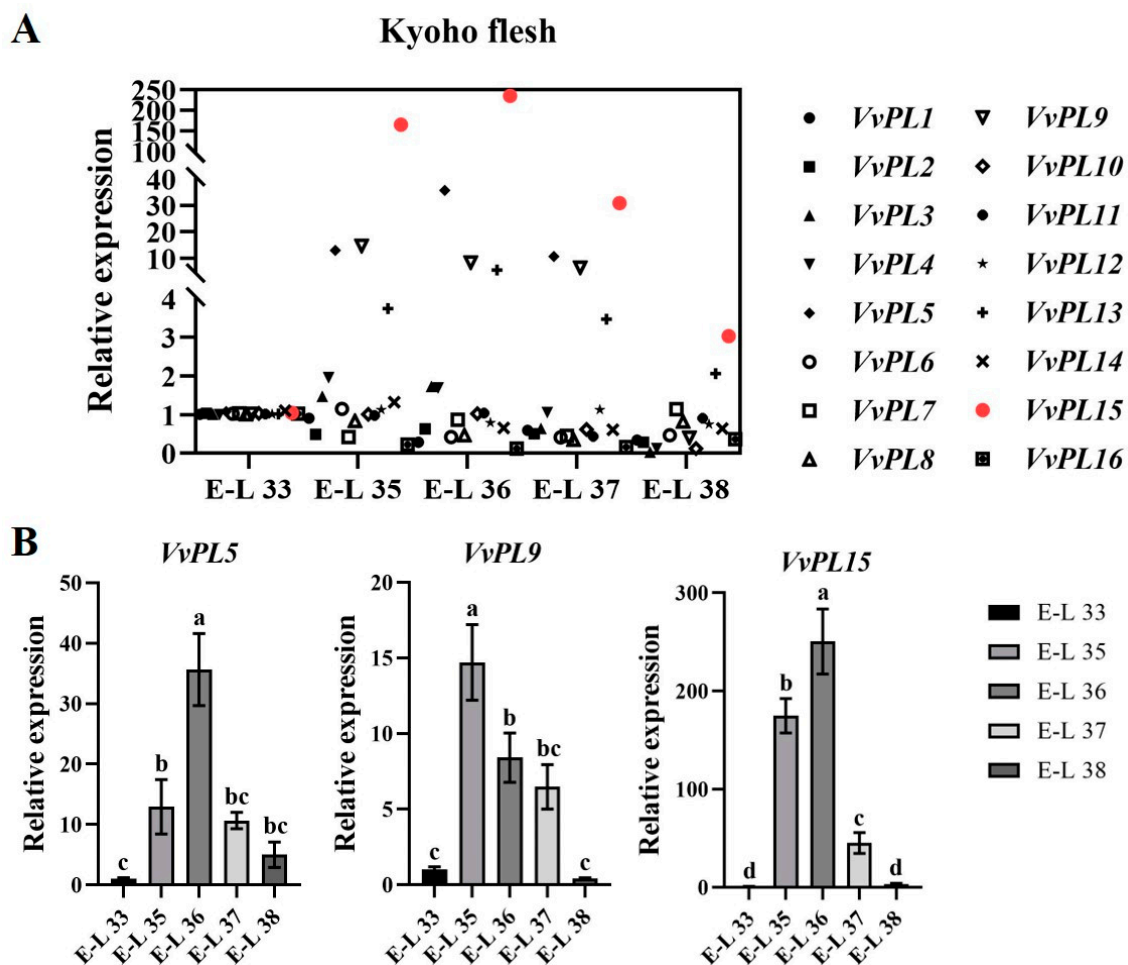 A
Kyoho flesh
Relative expression
250
200
150
100
40
30
20
10
4
3
2
1
0
E-L 33
E-L 35
E-L 36
E-L 37
E-L 38
VvPL1
VvPL2
VvPL3
VvPL4
VvPL5
VvPL6
VvPL7
VvPL8
VvPL9
VvPL10
VvPL11
VvPL12
VvPL13
VvPL14
VvPL15
VvPL16
B
VvPL5
Relative expression
50
40
30
20
10
0
c
b
a
bc
bc
E-L 33
E-L 35
E-L 36
E-L 37
E-L 38
VvPL9
Relative expression
20
15
10
5
0
c
a
b
bc
c
E-L 33
E-L 35
E-L 36
E-L 37
E-L 38
VvPL15
Relative expression
300
200
100
0
d
b
a
c
d
E-L 33
E-L 35
E-L 36
E-L 37
E-L 38
E-L 33
E-L 35
E-L 36
E-L 37
E-L 38